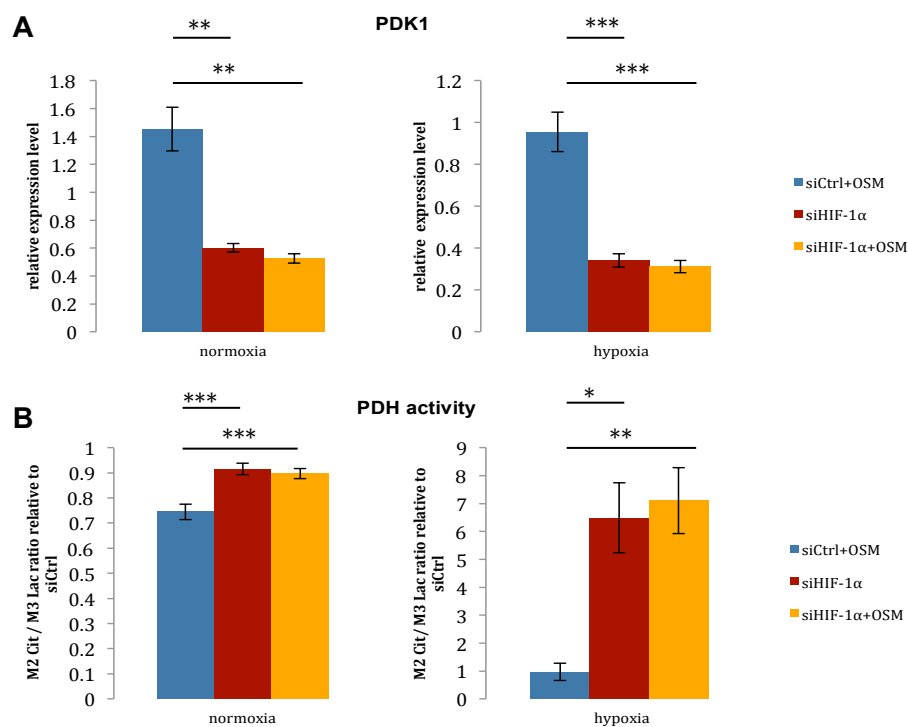 A
PDK1
**
**
relative expression level
1.8
1.6
1.4
1.2
1
0.8
0.6
0.4
0.2
0
normoxia
***
***
relative expression level
1.2
1
0.8
0.6
0.4
0.2
0
hypoxia
siCtrl+OSM
siHIF-1α
siHIF-1α+OSM
B
PDH activity
***
***
M2 Cit / M3 Lac ratio relative to
siCtrl
1
0.9
0.8
0.7
0.6
0.5
0.4
0.3
0.2
0.1
0
normoxia
*
**
M2 Cit/ M3 Lac ratio relative to
siCtrl
9
8
7
6
5
4
3
2
1
0
hypoxia
siCtrl+OSM
siHIF-1α
siHIF-1α+OSM